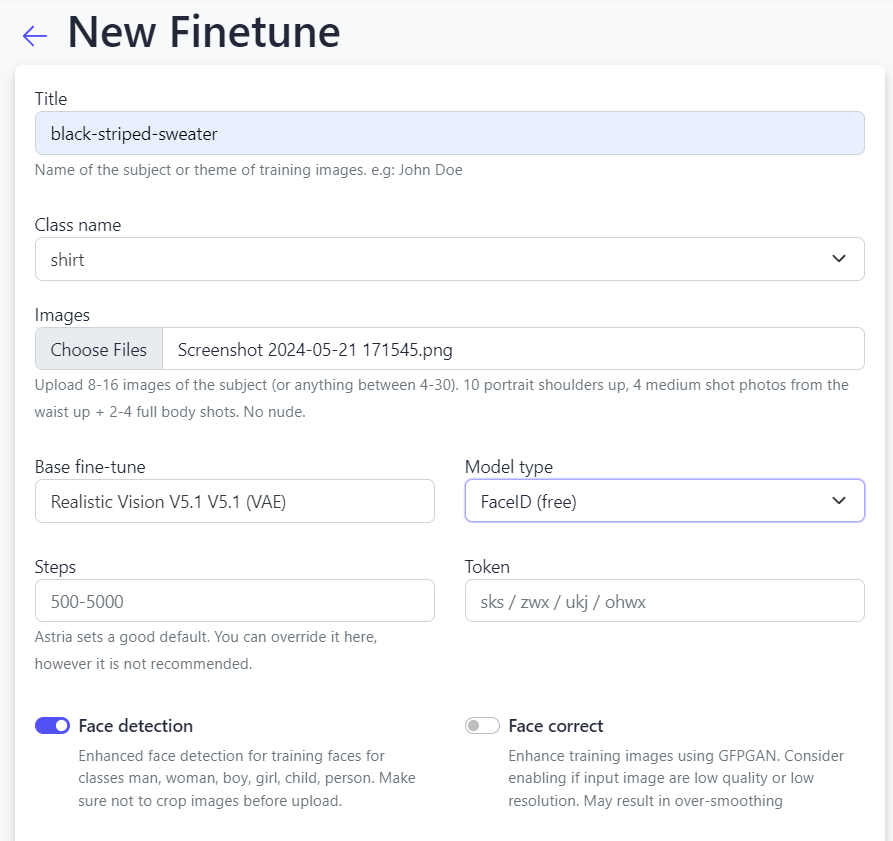 New Finetune
Title
black-striped-sweater
Name of the subject or theme of training images. e.g: John Doe
Class name
shirt
Images
Choose Files Screenshot 2024-05-21 171545.png
Upload 8-16 images of the subject (or anything between 4-30). 10 portrait shoulders up, 4 medium shot photos from the
waist up + 2-4 full body shots. No nude.
Base fine-tune
Realistic Vision V5.1 V5.1 (VAE)
Model type
FaceID (free)
Steps
500-5000
Astria sets a good default. You can override it here,
however it is not recommended.
Token
sks / zwx / ukj / ohwx
Face detection
Enhanced face detection for training faces for
classes man, woman, boy, girl, child, person. Make
sure not to crop images before upload.
Face correct
Enhance training images using GFPGAN. Consider
enabling if input image are low quality or low
resolution. May result in over-smoothing